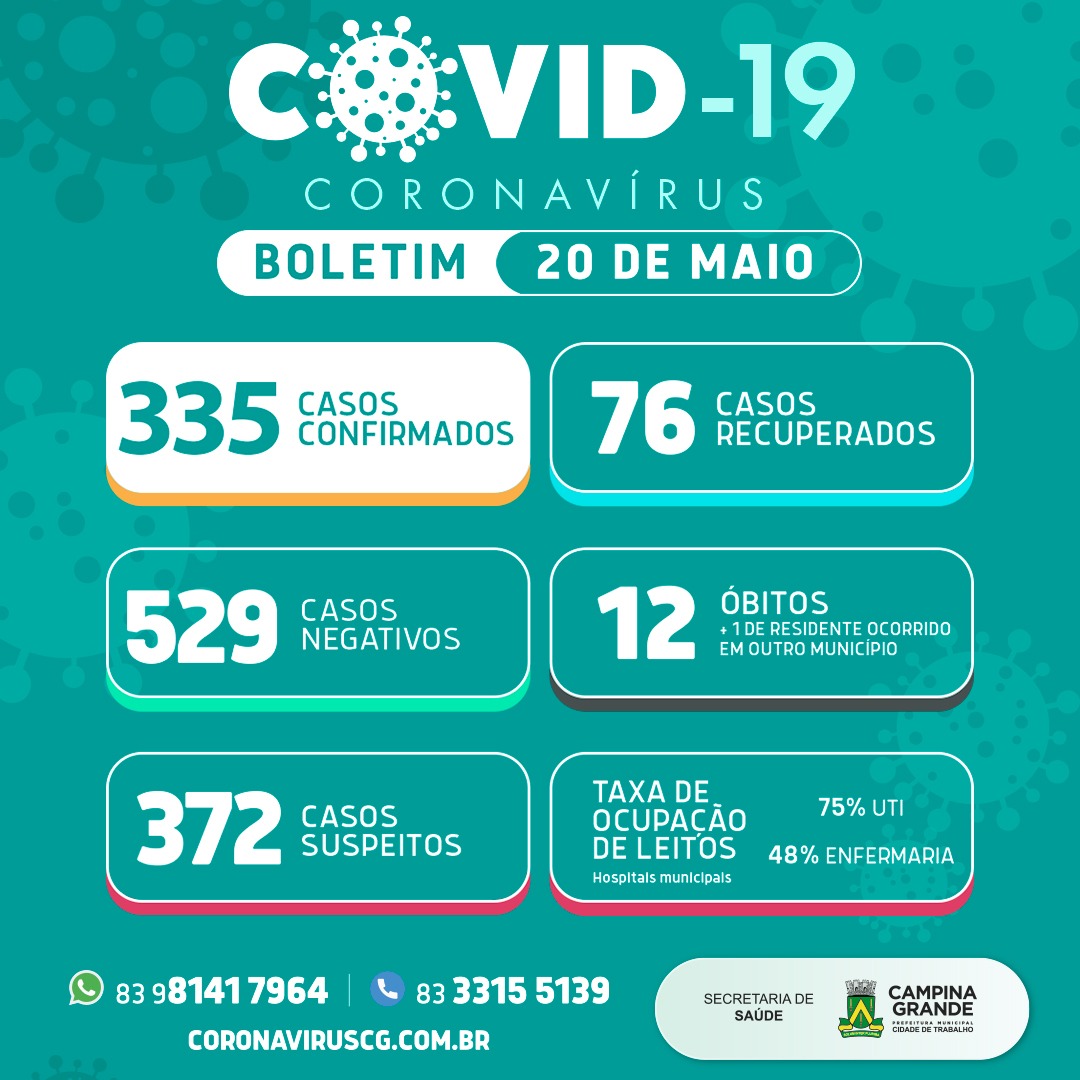 COVID-19
CORONAVÍRUS
BOLETIM 20 DE MAIO
335 CASOS
CONFIRMADOS
76 CASOS
RECUPERADOS
529 CASOS
NEGATIVOS
12 ÓBITOS
+ 1 DE RESIDENTE OCORRIDO
EM OUTRO MUNICÍPIO
372 CASOS
SUSPEITOS
TAXA DE
OCUPAÇÃO
DE LEITOS
Hospitais municipais
75% UTI
48% ENFERMARIA
83 98141 7964 | 83 3315 5139
CORONAVIRUSCG.COM.BR
SECRETARIA DE
SAÚDE
CAMPINA
GRANDE
PREFEITURA MUNICIPAL
CIDADE DE TRABALHO